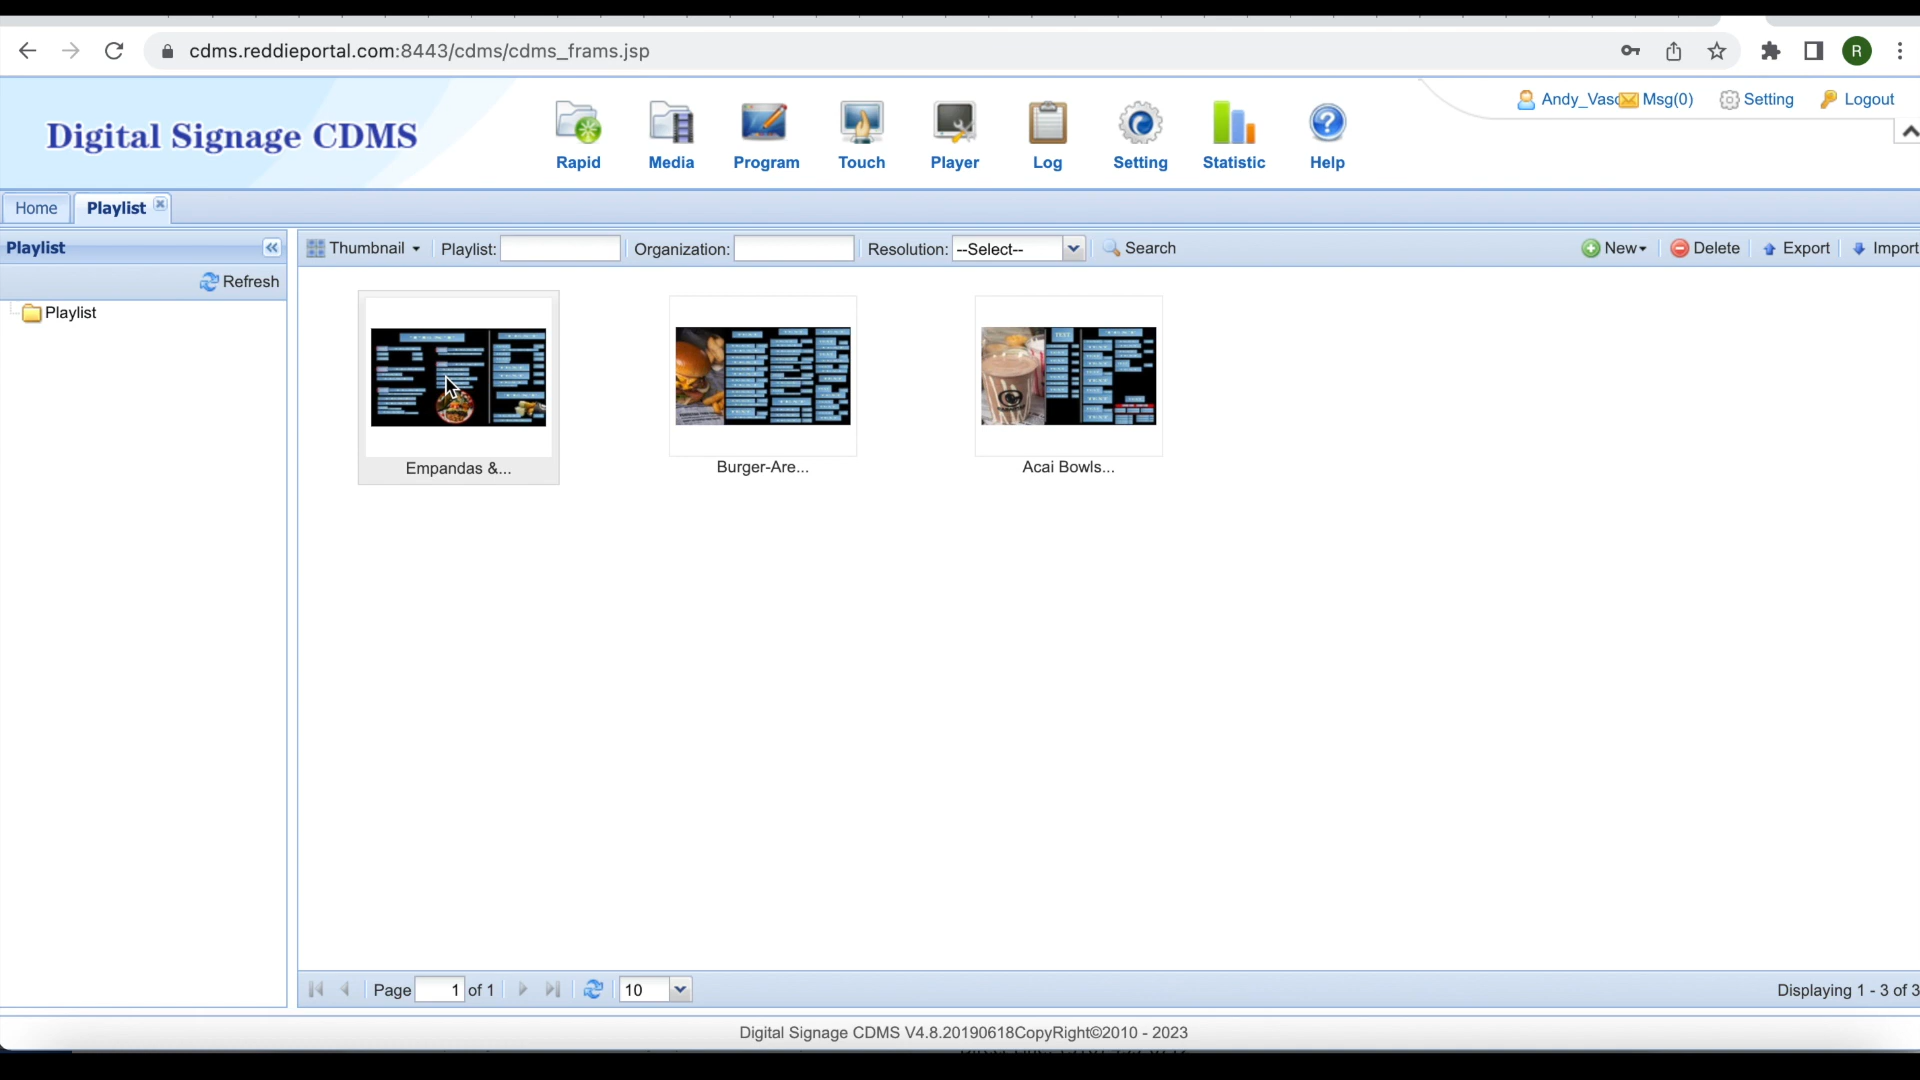 cdms.reddieportal.com:8443/cdms/cdms_frams.jsp
R
Digital Signage CDMS
Rapid
Media
Program
Touch
Player
Log
Setting
Statistic
Help
Andy_Vasc
Msg(0)
Setting
Logout
Home
Playlist
Playlist
Thumbnail
Playlist:
Organization:
Resolution:
--Select--
Search
New
Delete
Export
Import
Refresh
Playlist
Empandas &...
Burger-Are...
Acai Bowls...
Page 1 of 1
10
Displaying 1 - 3 of 3
Digital Signage CDMS V4.8.20190618CopyRight©2010 - 2023